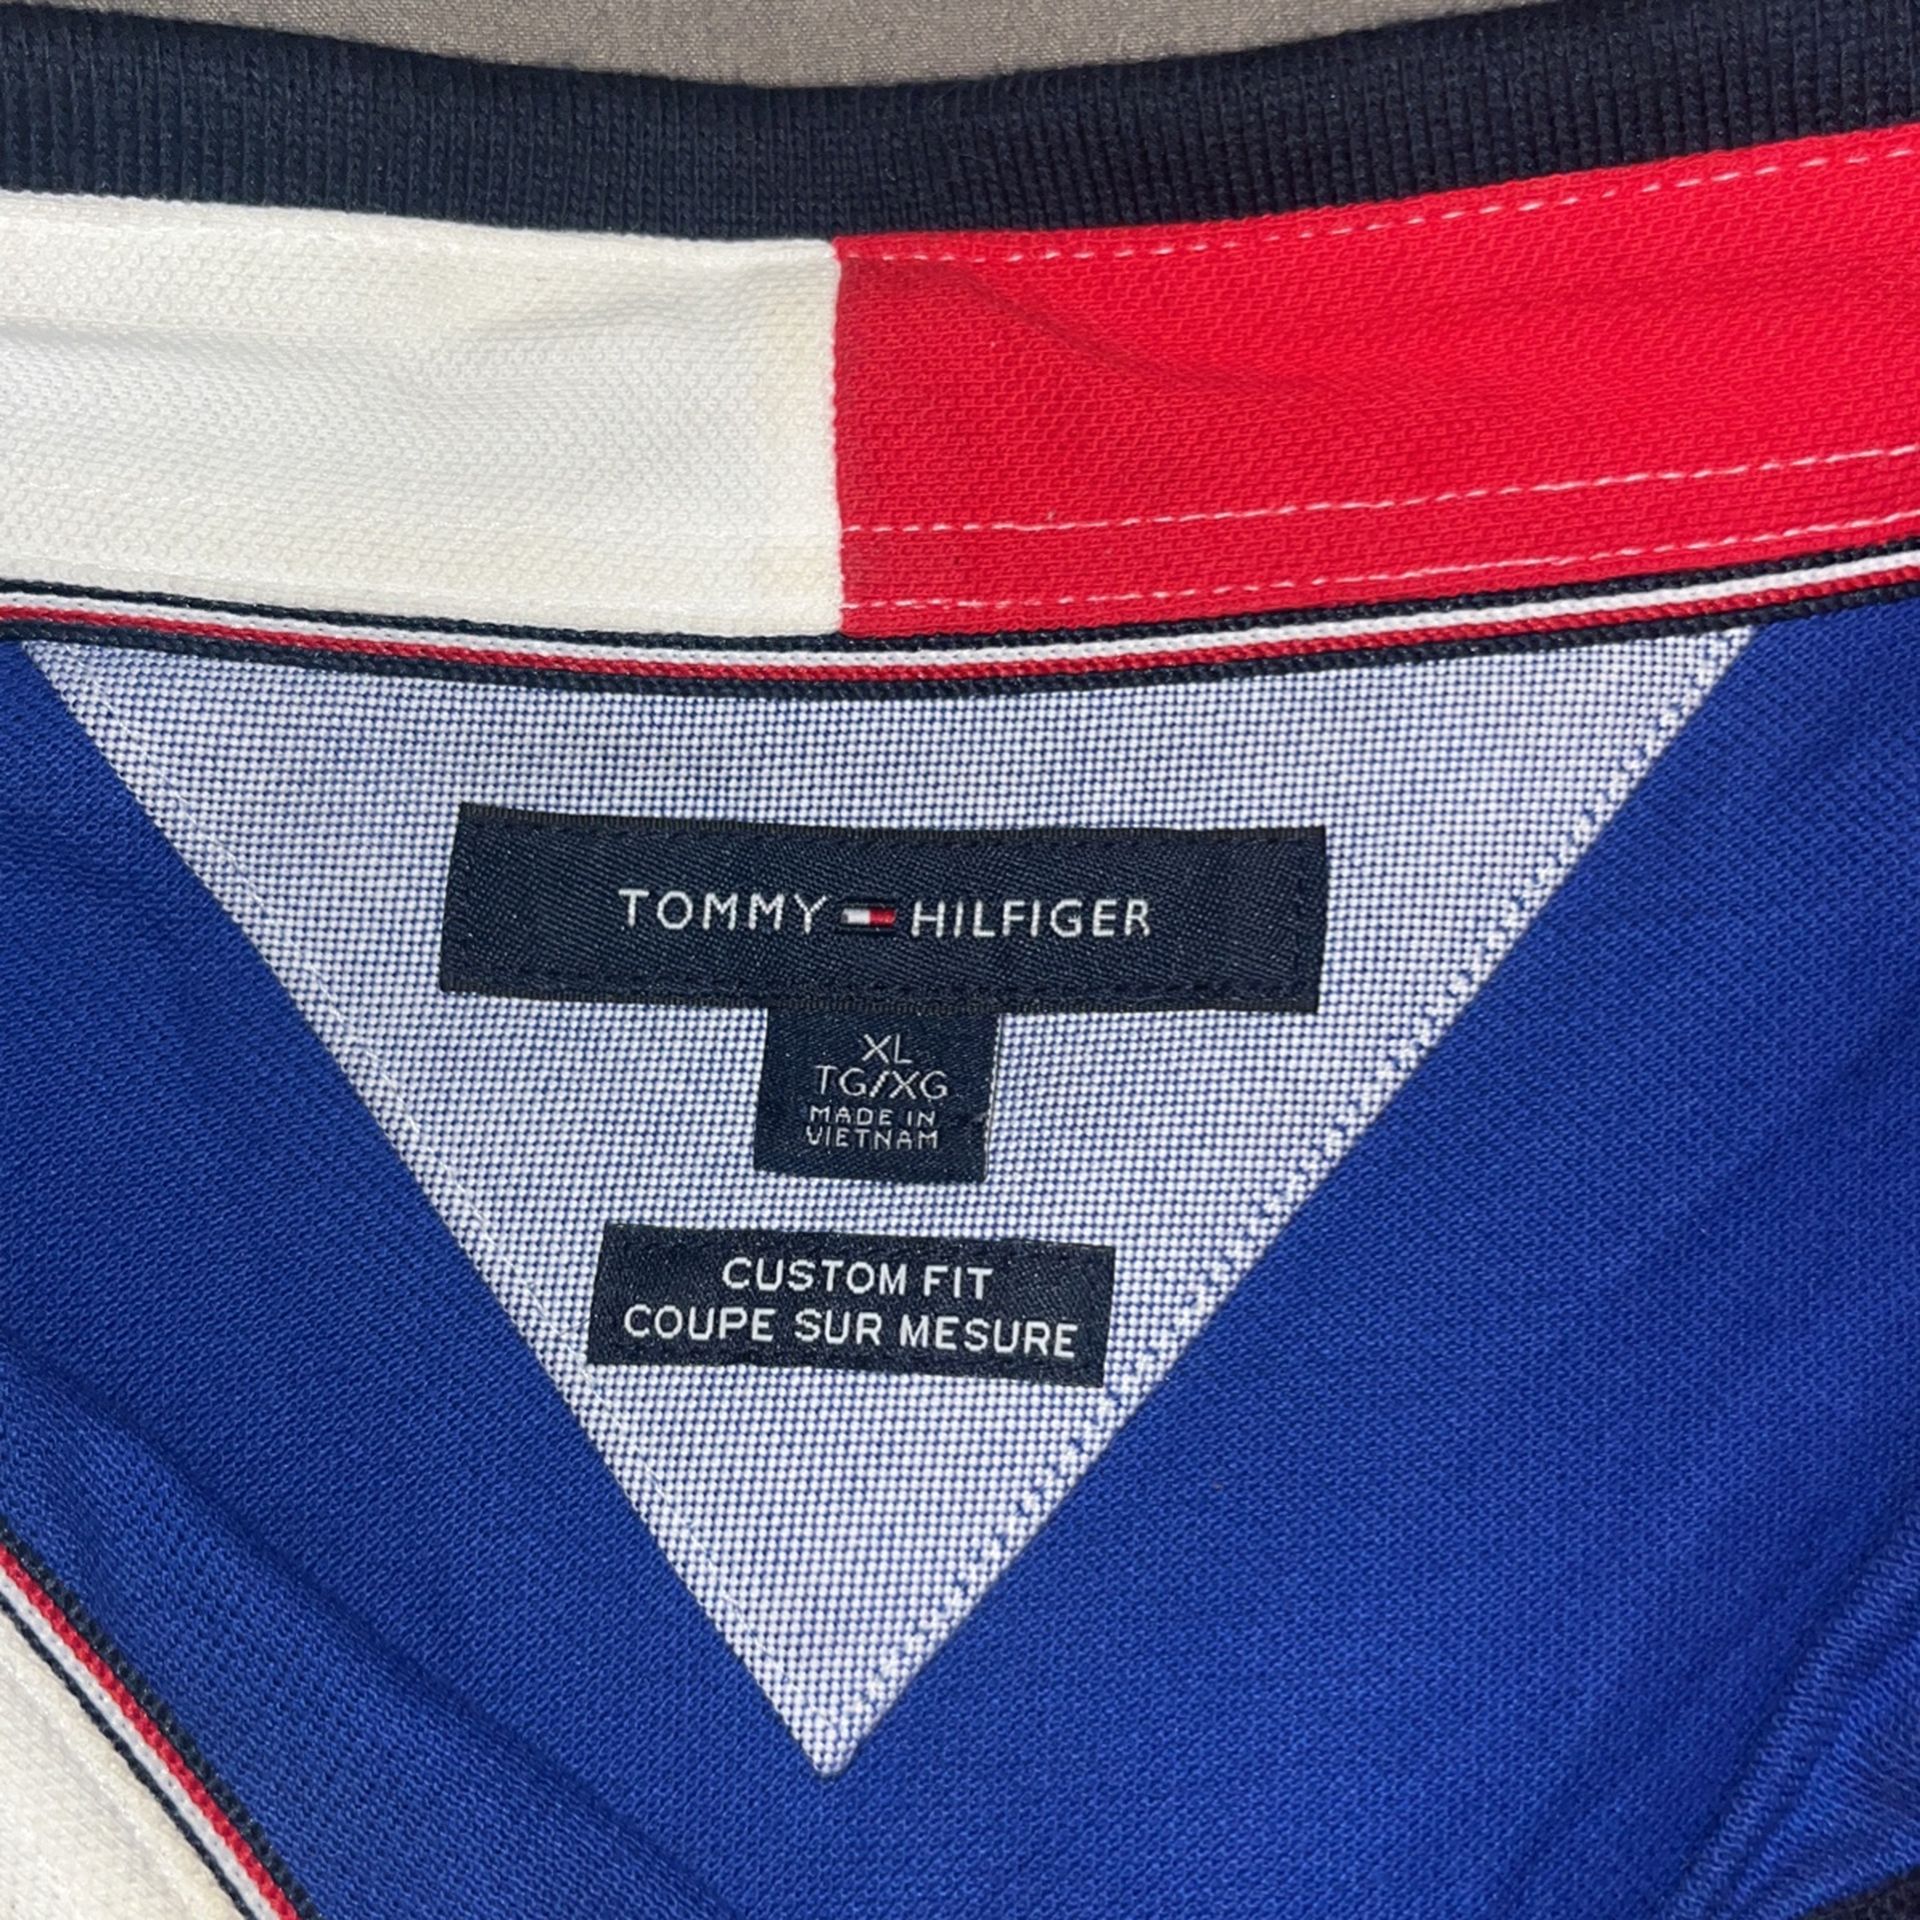 TOMMY HILFIGER
XL
TG/XG
MADE IN
VIETNAM
CUSTOM FIT
COUPE SUR MESURE